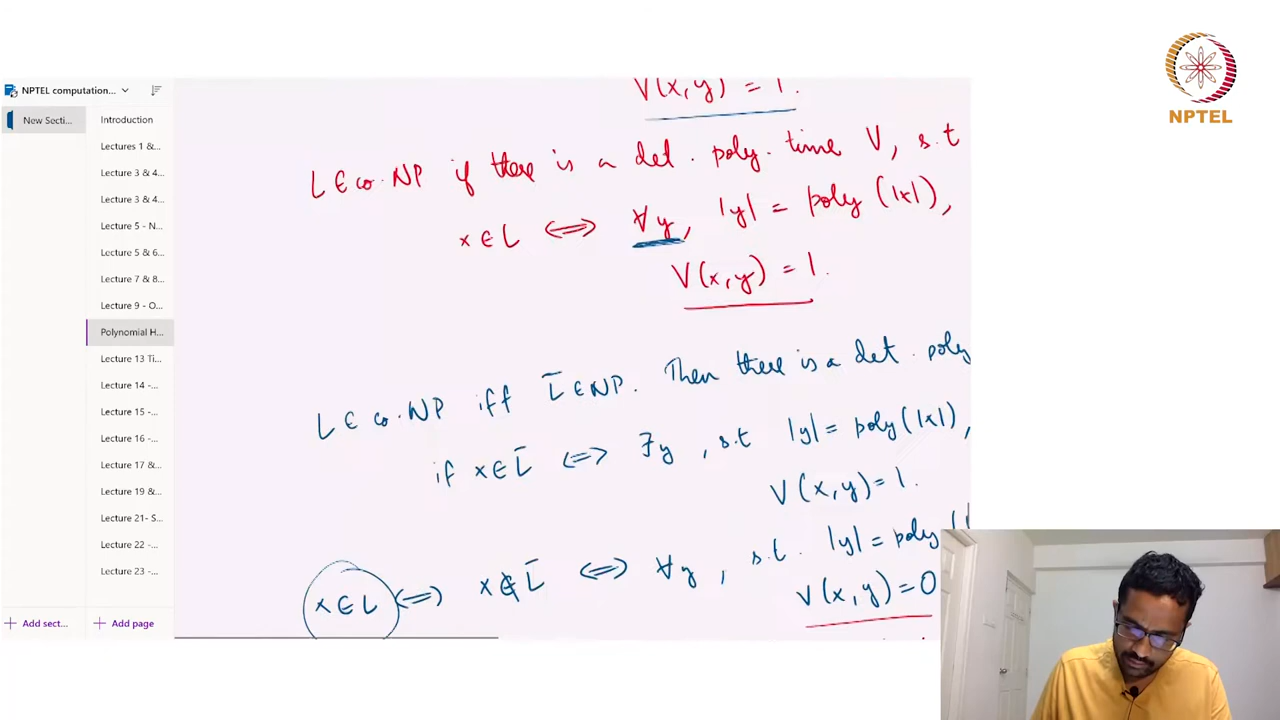 NPTEL
NPTEL computation...
New Secti...
Introduction
Lectures 1 &...
Lecture 3 & 4...
Lecture 3 & 4...
Lecture 5 - N...
Lecture 5 & 6...
Lecture 7 & 8...
Lecture 9 - O...
Polynomial H...
Lecture 13 Ti...
Lecture 14 -...
Lecture 15 -...
Lecture 16 -...
Lecture 17 &...
Lecture 19 &...
Lecture 21- S...
Lecture 22 -...
Lecture 23 -...
+ Add sect...
+ Add page
V(x,y) = 1.
L ∈ co-NP if there is a det. poly. time V, s.t
x ∈ L ⟺ ∀y, |y| = poly (|x|),
V(x,y) = 1.
L ∈ co-NP iff L̄ ∈ NP. Then there is a det. poly
if x ∈ L̄ ⟺ ∃y, s.t |y| = poly(|x|),
V(x,y) = 1.
x ∈ L ⟺ x ∉ L̄ ⟺ ∀y, s.t. |y| = poly(
V(x,y) = 0